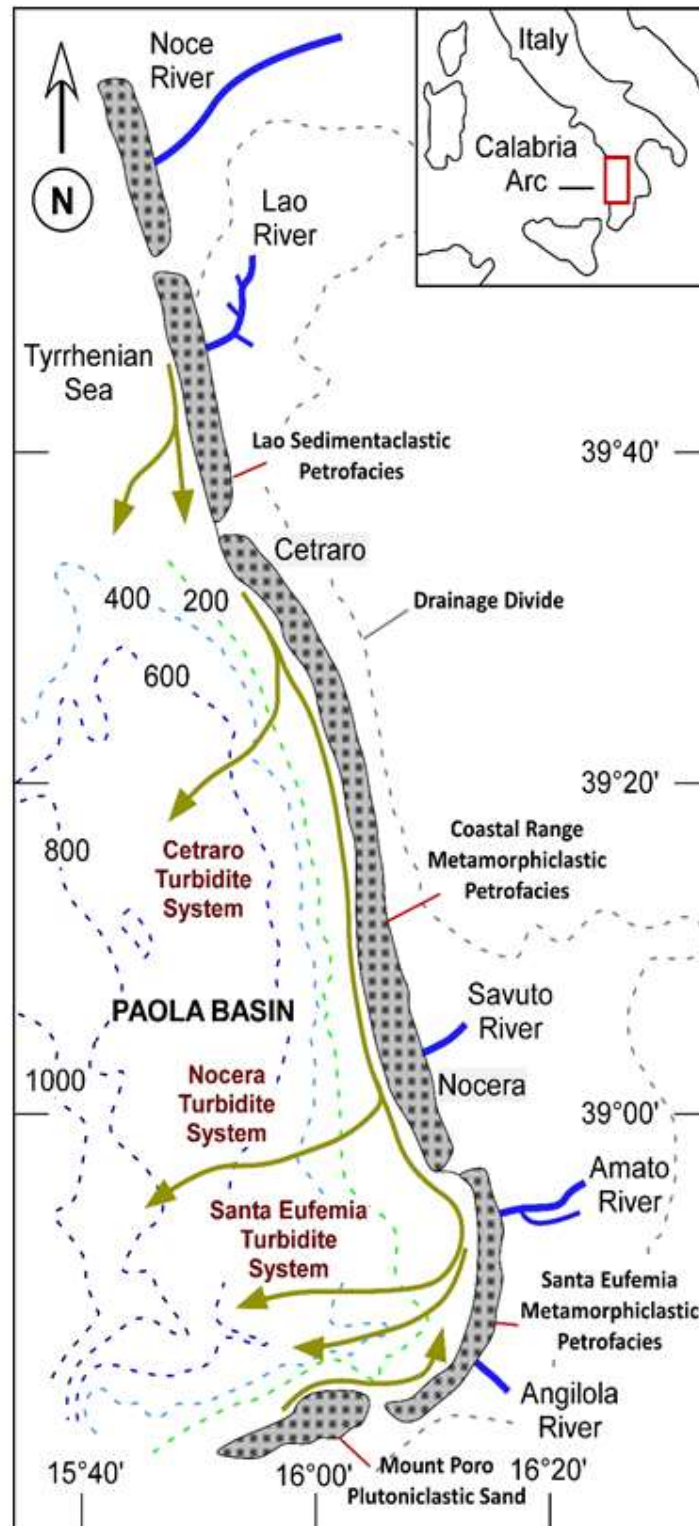 Noce
River
Italy
Calabria
Arc
N
Lao
River
Tyrrhenian
Sea
Lao Sedimentaclastic
Petrofacies
39°40'
Cetraro
400
200
Drainage Divide
600
39°20'
800
Cetraro
Turbidite
System
Coastal Range
Metamorphiclastic
Petrofacies
PAOLA BASIN
Savuto
River
1000
Nocera
Turbidite
System
Nocera
39°00'
Amato
River
Santa Eufemia
Turbidite
System
Santa Eufemia
Metamorphiclastic
Petrofacies
Angilola
River
15°40'
16°00'
Mount Poro
Plutoniclastic Sand
16°20'